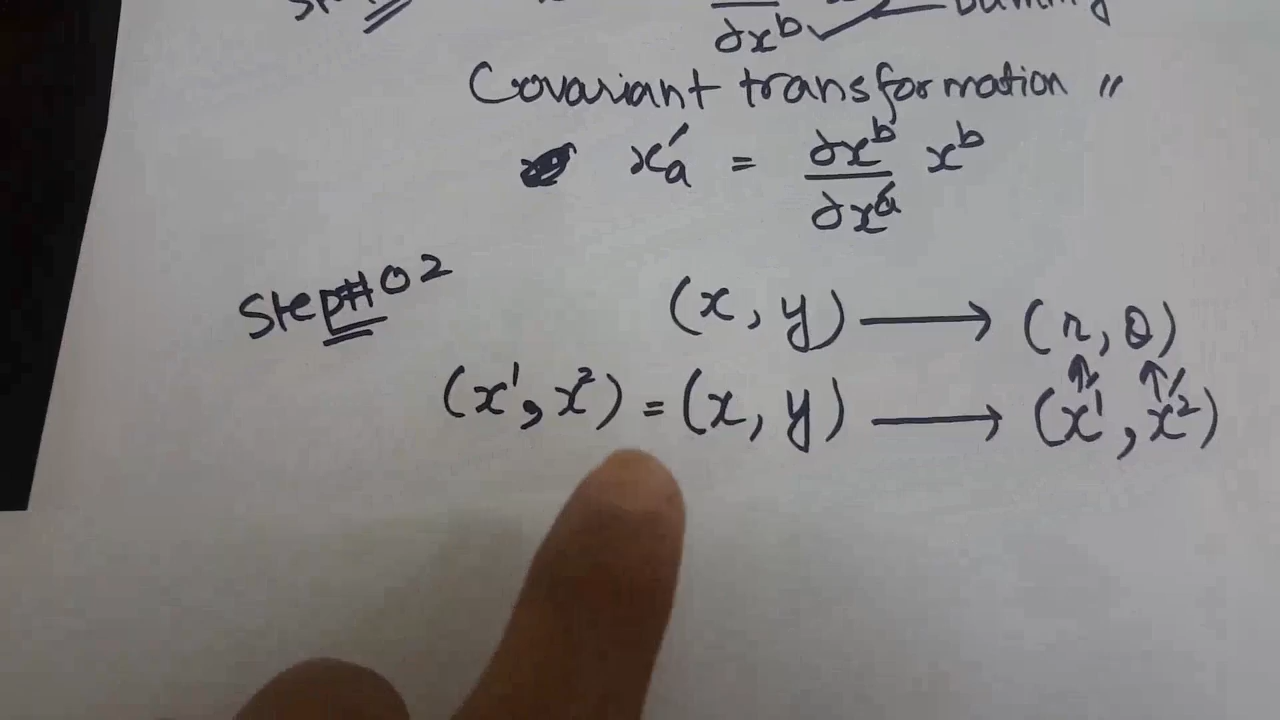 ∂x^b
Covariant transformation "
x'_a = ∂x^b/∂x'^a x^b
Step#02
(x, y) → (r, θ)
(x^1, x^2) = (x, y) → (x'^1, x'^2)